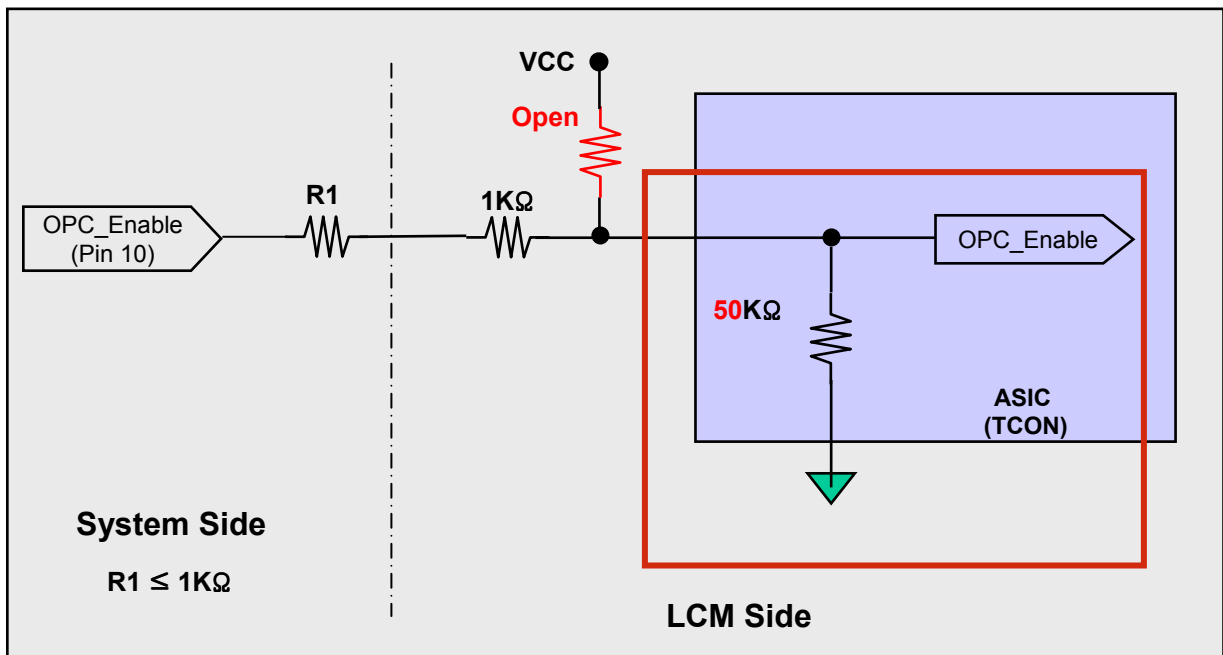 VCC
Open
R1
1KΩ
OPC_Enable
(Pin 10)
OPC_Enable
50KΩ
ASIC
(TCON)
System Side
R1 ≤ 1KΩ
LCM Side